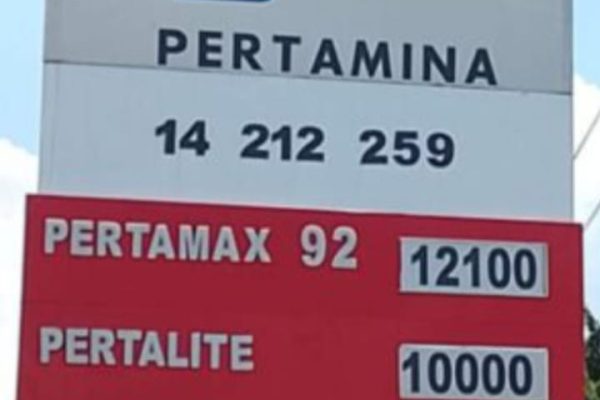 PERTAMINA
14 212 259
PERTAMAX 92 12100
PERTALITE 10000